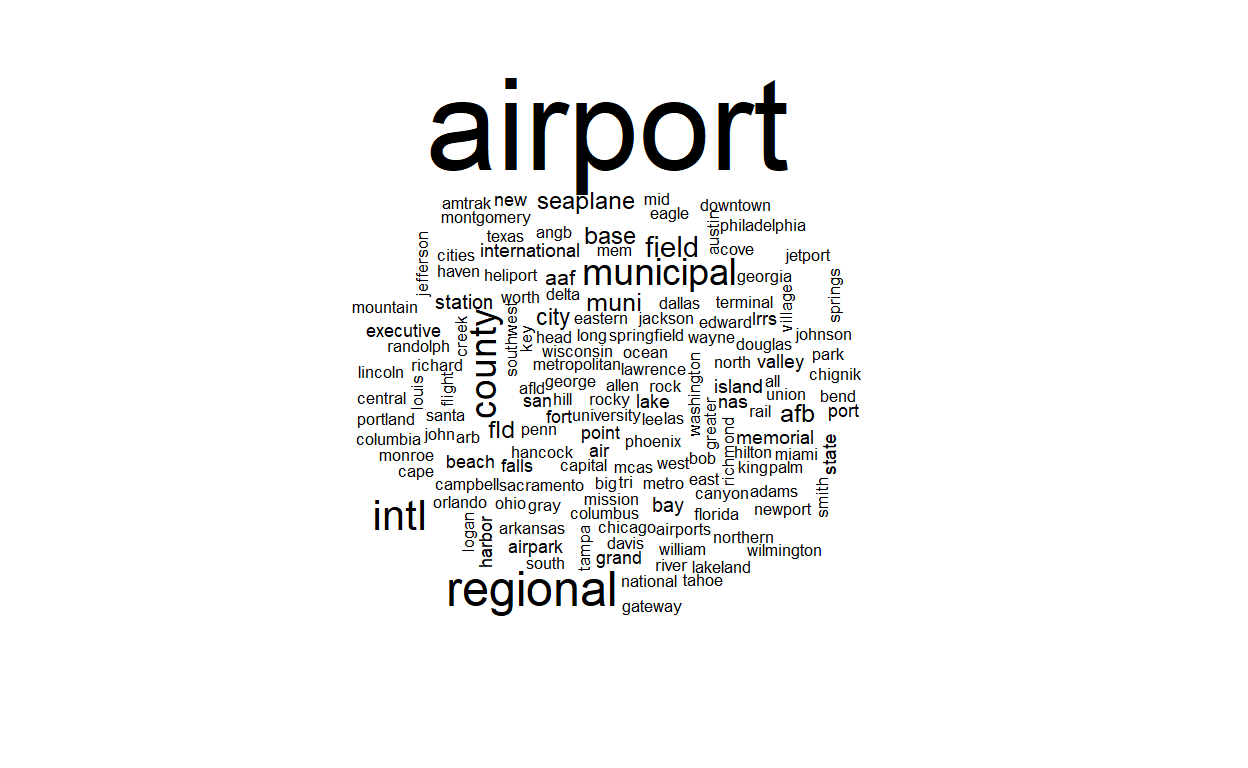 airport
amtrak new seaplane mid
montgomery eagle downtown
philadelphia
austin
texas angb base
jefferson
cities international mem field cove jetport
haven heliport aaf municipal georgia
springs
village
mountain station worth delta muni dallas terminal
county
southwest
key
city eastern jackson edward lrrs
executive
creek
head long springfield wayne johnson
randolph wisconsin ocean douglas
lincoln richard metropolitan lawrence north valley park
washington
chignik
louis
flight
afld george allen rock island all
central san hill rocky lake nas union bend
greater
portland santa fort university lee las rail afb port
columbia john arb fld penn point phoenix memorial
richmond
state
monroe hancock air hilton miami
cape beach falls capital mcas west bob king palm
campbell sacramento big tri metro east
smith
canyon adams
intl orlando ohio gray mission bay
columbus florida newport
logan
harbor
arkansas chicago airports
tampa
northern
airpark davis william wilmington
grand
south river lakeland
regional national tahoe
gateway